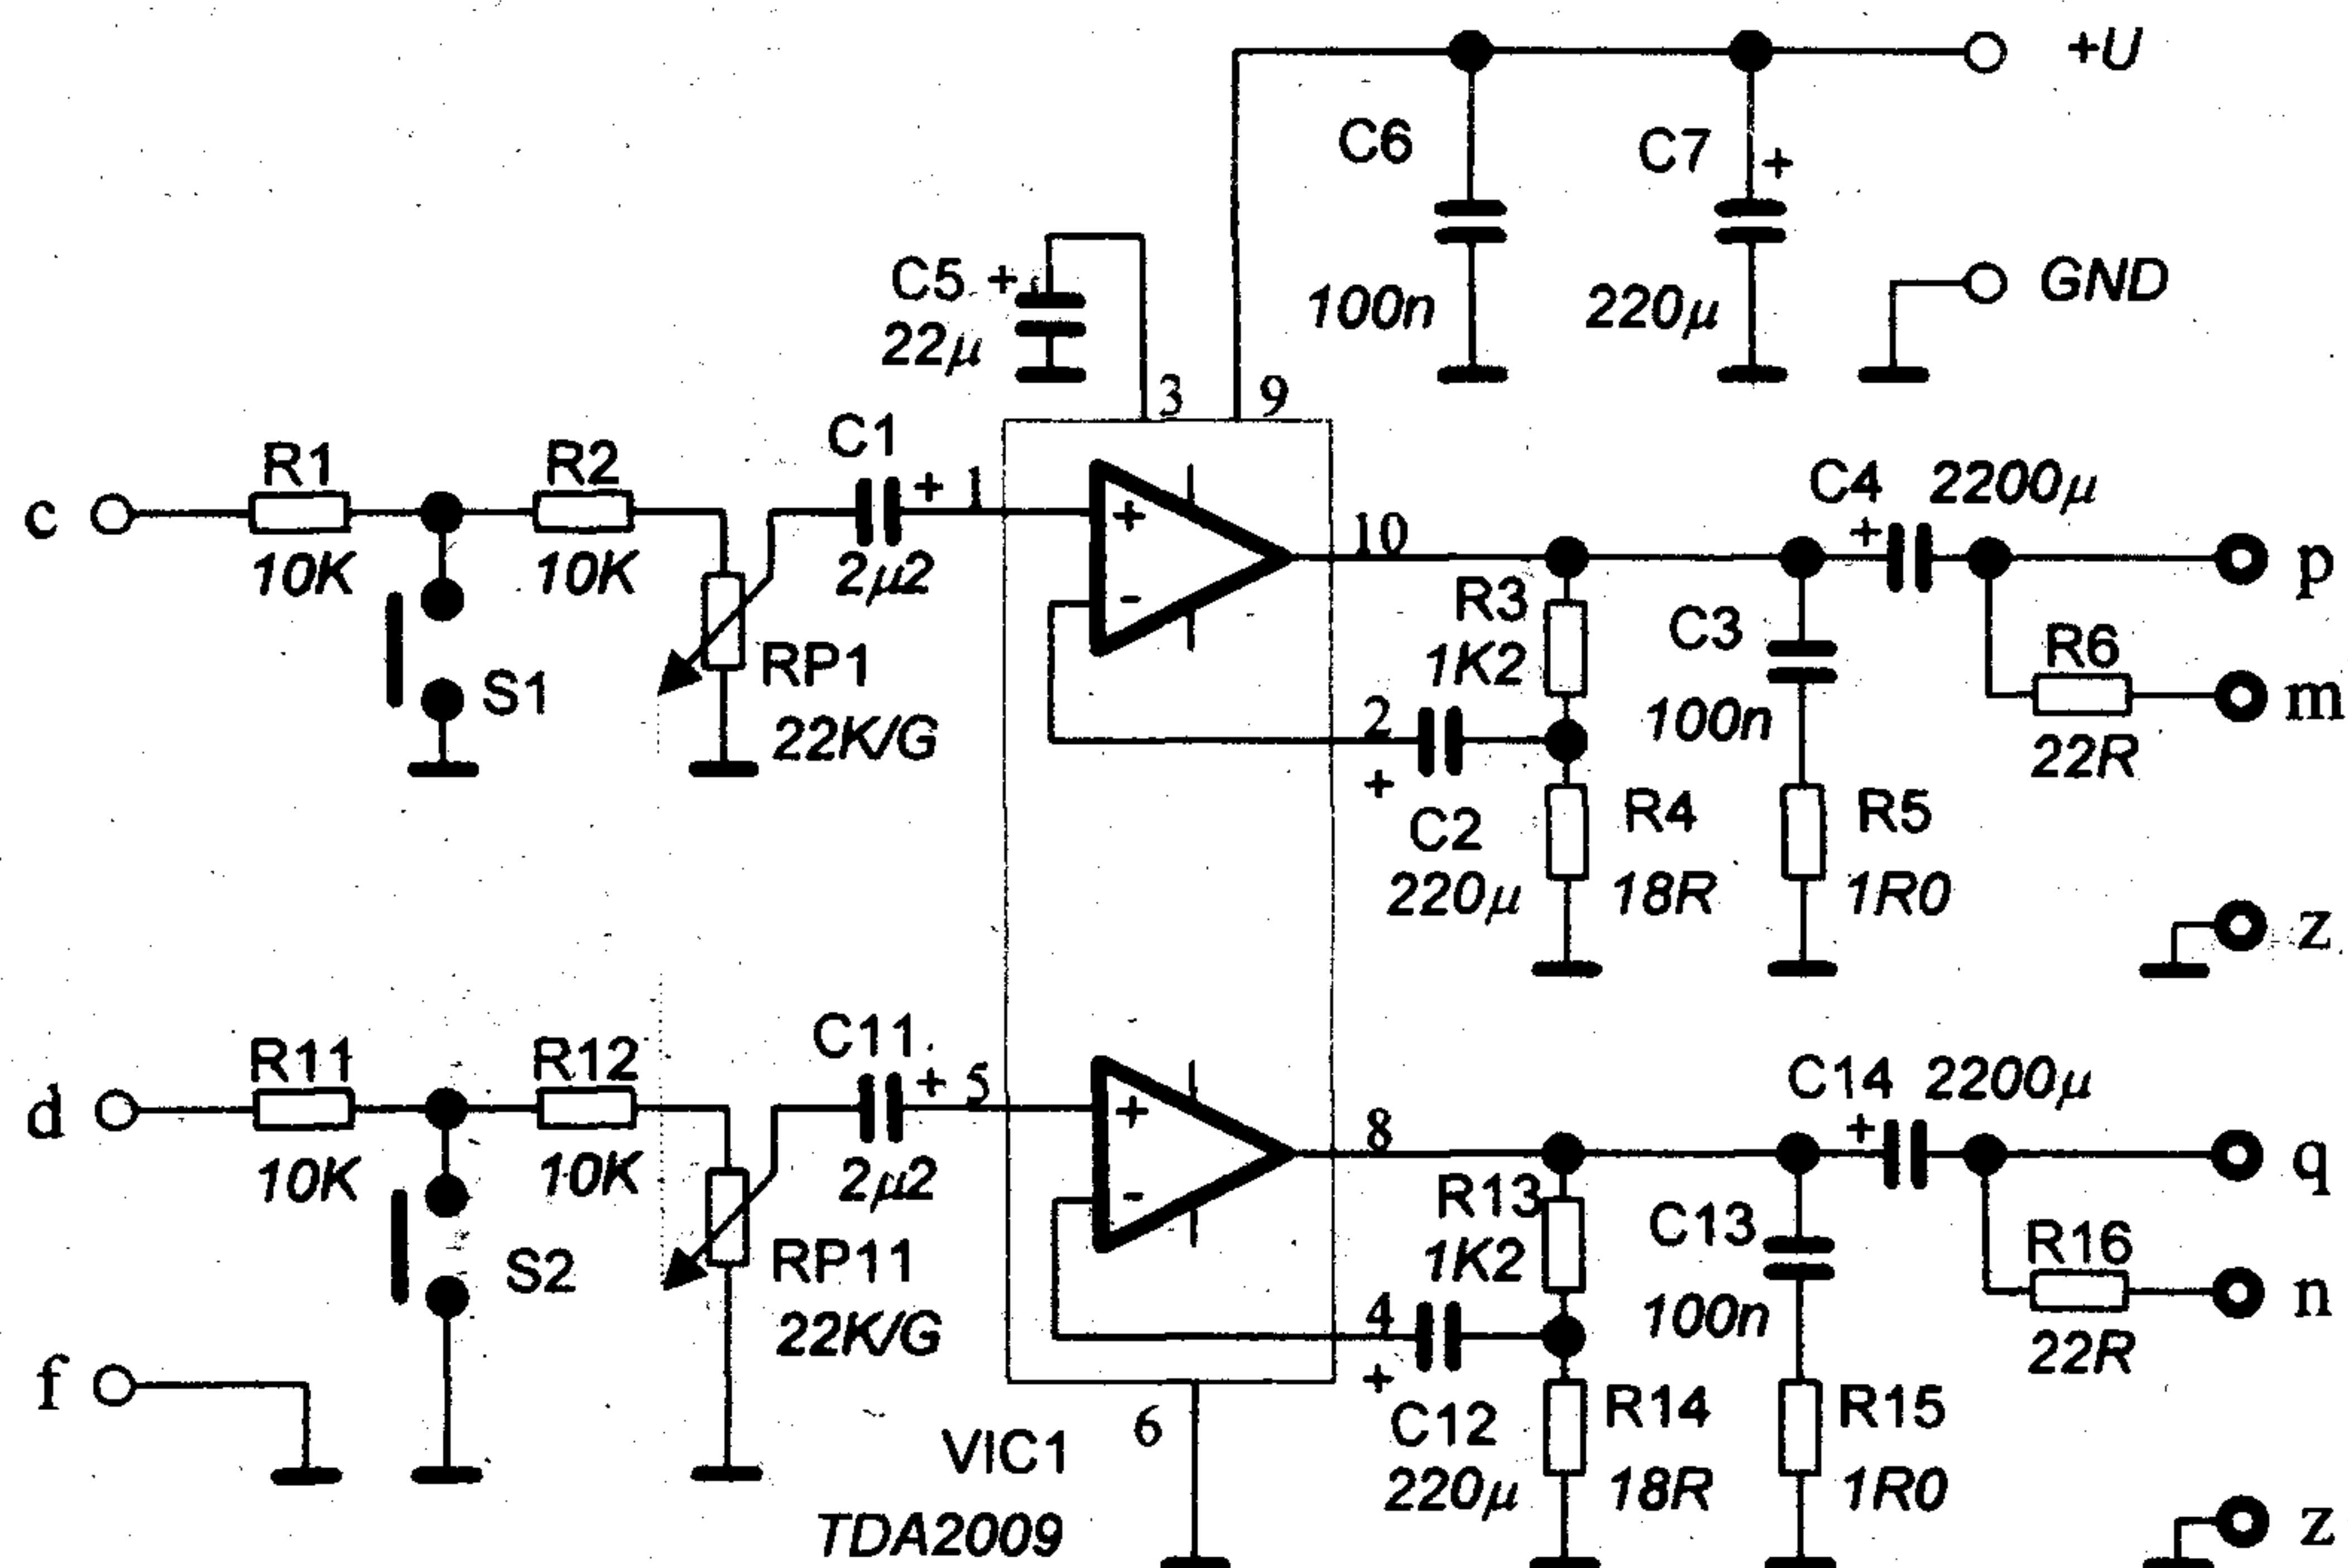 +U
C6
C7
+
C5 +
GND
100n
220µ
22µ
3
9
C1
R1
R2
+
1
C4
2200µ
c
+
10
+
10K
10K
2µ2
-
R3
p
C3
1K2
R6
RP1
S1
m
2
100n
22K/G
22R
+
C2
R4
R5
220µ
18R
1R0
z
C11
R11
R12
+
5
C14
2200µ
d
+
8
+
q
10K
10K
2µ2
-
R13
C13
R16
S2
RP11
1K2
n
4
100n
22K/G
22R
f
+
6
C12
R14
R15
VIC1
220µ
18R
1R0
z
TDA2009